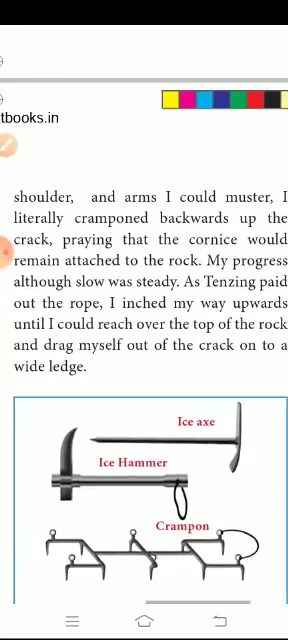 tbooks.in
shoulder, and arms I could muster, I
literally cramponed backwards up the
crack, praying that the cornice would
remain attached to the rock. My progress
although slow was steady. As Tenzing paid
out the rope, I inched my way upwards
until I could reach over the top of the rock
and drag myself out of the crack on to a
wide ledge.
Ice axe
Ice Hammer
Crampon